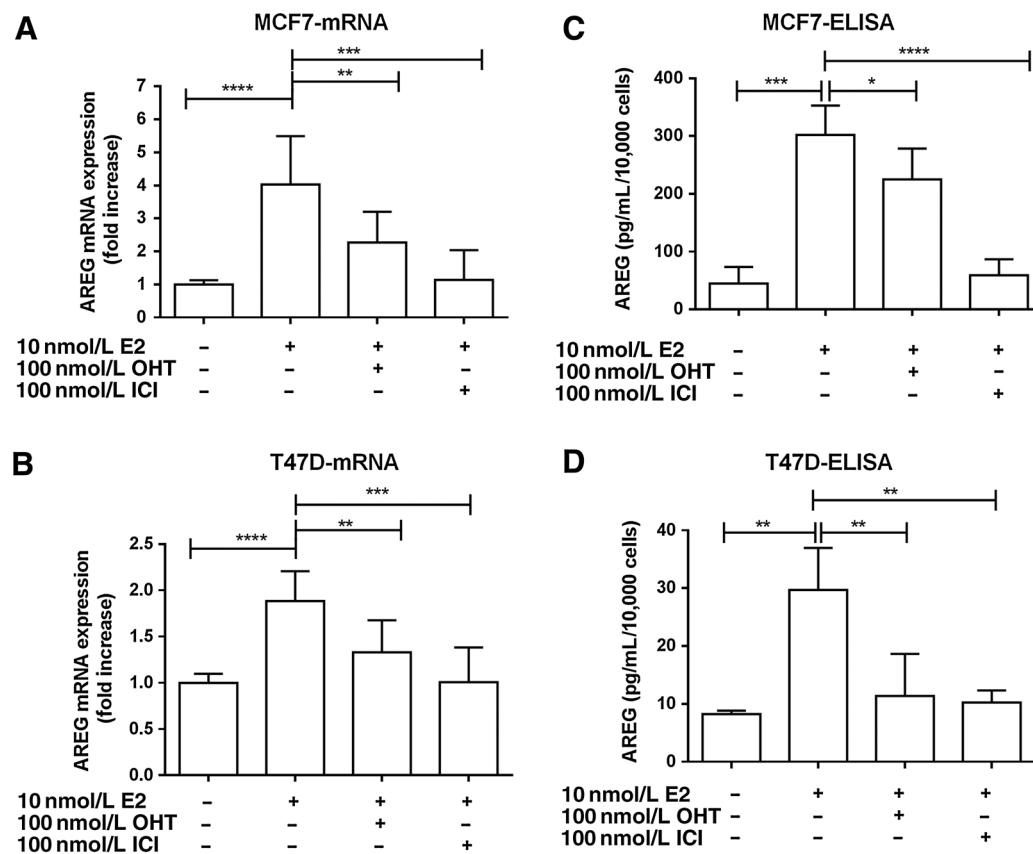 A
MCF7-mRNA
***
**
****
AREG mRNA expression
(fold increase)
7
6
5
4
3
2
1
0
10 nmol/L E2 – + + +
100 nmol/L OHT – – + –
100 nmol/L ICI – – – +
C
MCF7-ELISA
****
*** *
AREG (pg/mL/10,000 cells)
400
300
200
100
0
10 nmol/L E2 – + + +
100 nmol/L OHT – – + –
100 nmol/L ICI – – – +
B
T47D-mRNA
***
**
****
AREG mRNA expression
(fold increase)
2.5
2.0
1.5
1.0
0.5
0.0
10 nmol/L E2 – + + +
100 nmol/L OHT – – + –
100 nmol/L ICI – – – +
D
T47D-ELISA
**
** **
AREG (pg/mL/10,000 cells)
40
30
20
10
0
10 nmol/L E2 – + + +
100 nmol/L OHT – – + –
100 nmol/L ICI – – – +